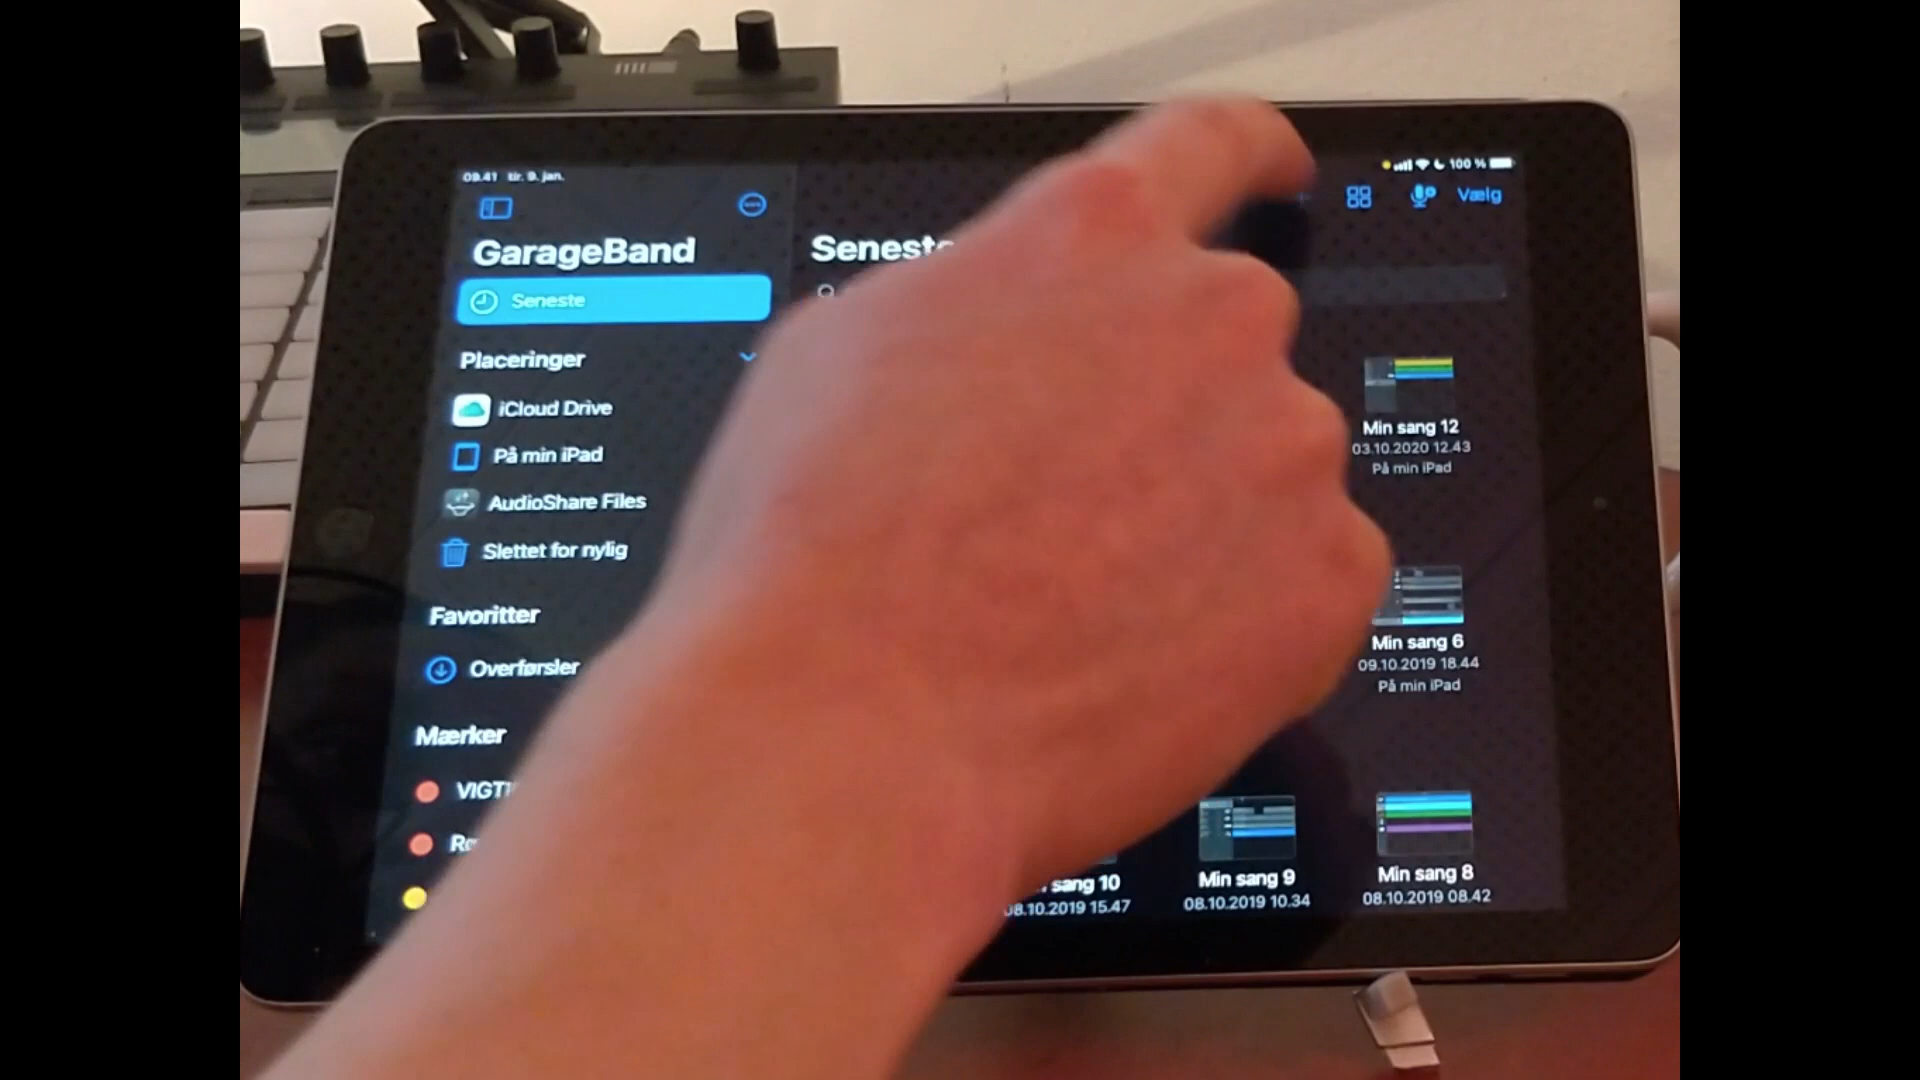 09.41 tir. 9. jan.
100 %
Vælg
GarageBand
Seneste
Seneste
Placeringer
iCloud Drive
På min iPad
AudioShare Files
Slettet for nylig
Favoritter
Overførsler
Mærker
Min sang 12
03.10.2020 12.43
På min iPad
Min sang 6
09.10.2019 18.44
På min iPad
sang 10
08.10.2019 15.47
Min sang 9
08.10.2019 10.34
Min sang 8
08.10.2019 08.42